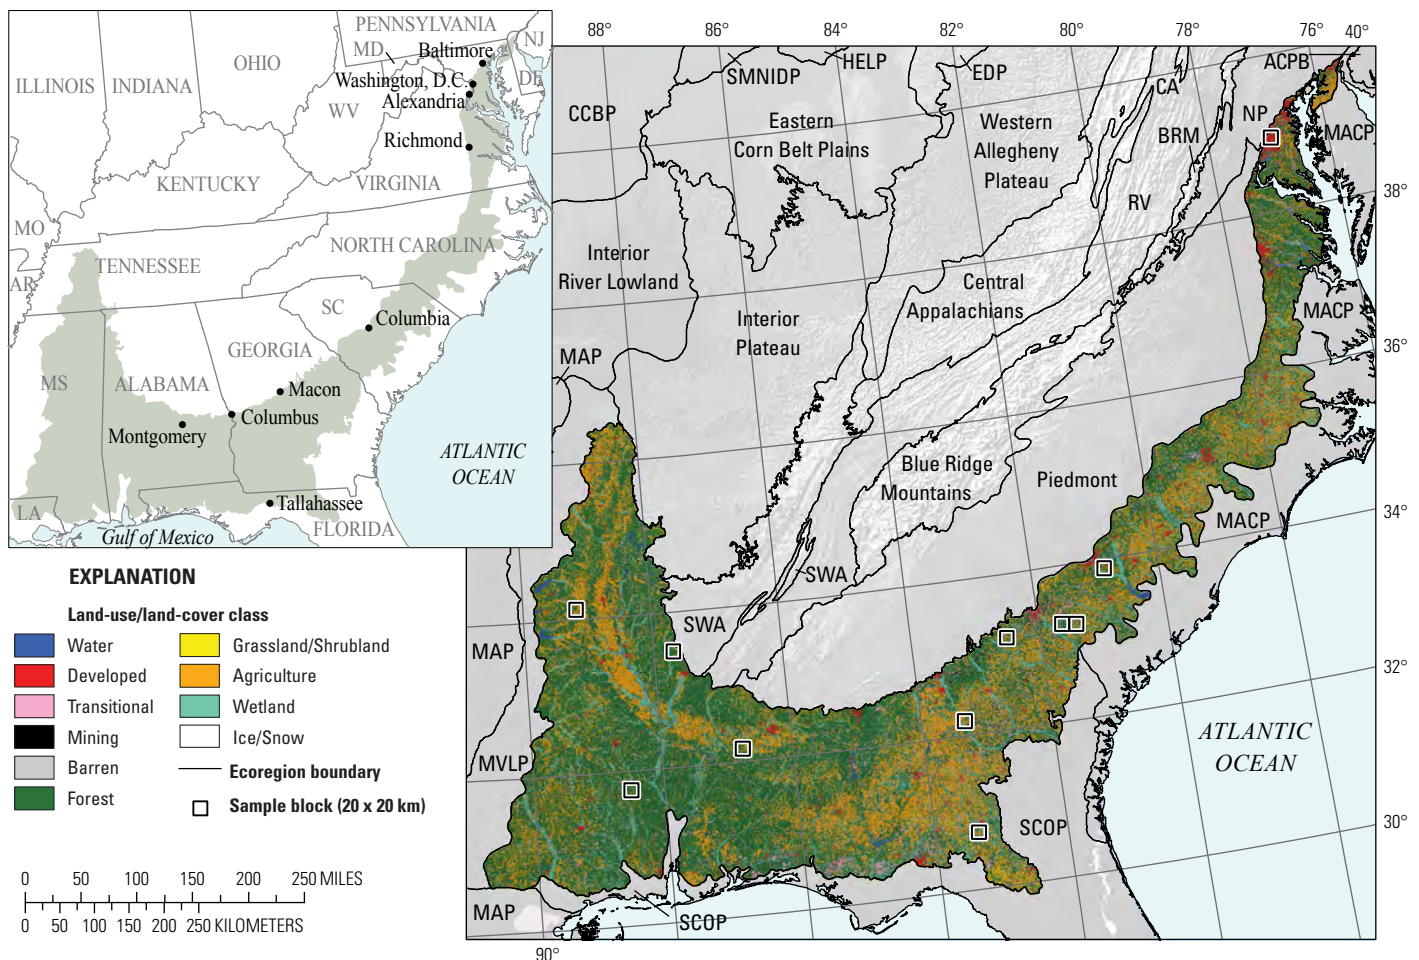 PENNSYLVANIA
NJ
MD
Baltimore
OHIO
ILLINOIS
INDIANA
Washington, D.C.
DE
Alexandria
WV
Richmond
KENTUCKY
VIRGINIA
MO
NORTH CAROLINA
TENNESSEE
AR
SC
Columbia
GEORGIA
MS
ALABAMA
Macon
Columbus
Montgomery
ATLANTIC
OCEAN
Tallahassee
LA
FLORIDA
Gulf of Mexico
88°
86°
84°
82°
80°
78°
76°
40°
SMNIDP
HELP
EDP
ACPB
CCBP
CA
NP
MACP
Eastern
Corn Belt Plains
Western
Allegheny
Plateau
BRM
RV
38°
Interior
River Lowland
Central
Appalachians
MACP
Interior
Plateau
36°
MAP
Blue Ridge
Mountains
Piedmont
34°
MACP
SWA
SWA
MAP
32°
ATLANTIC
OCEAN
MVLP
SCOP
30°
MAP
SCOP
90°
EXPLANATION
Land-use/land-cover class
Water
Developed
Transitional
Mining
Barren
Forest
Grassland/Shrubland
Agriculture
Wetland
Ice/Snow
Ecoregion boundary
Sample block (20 x 20 km)
0 50 100 150 200 250 MILES
0 50 100 150 200 250 KILOMETERS